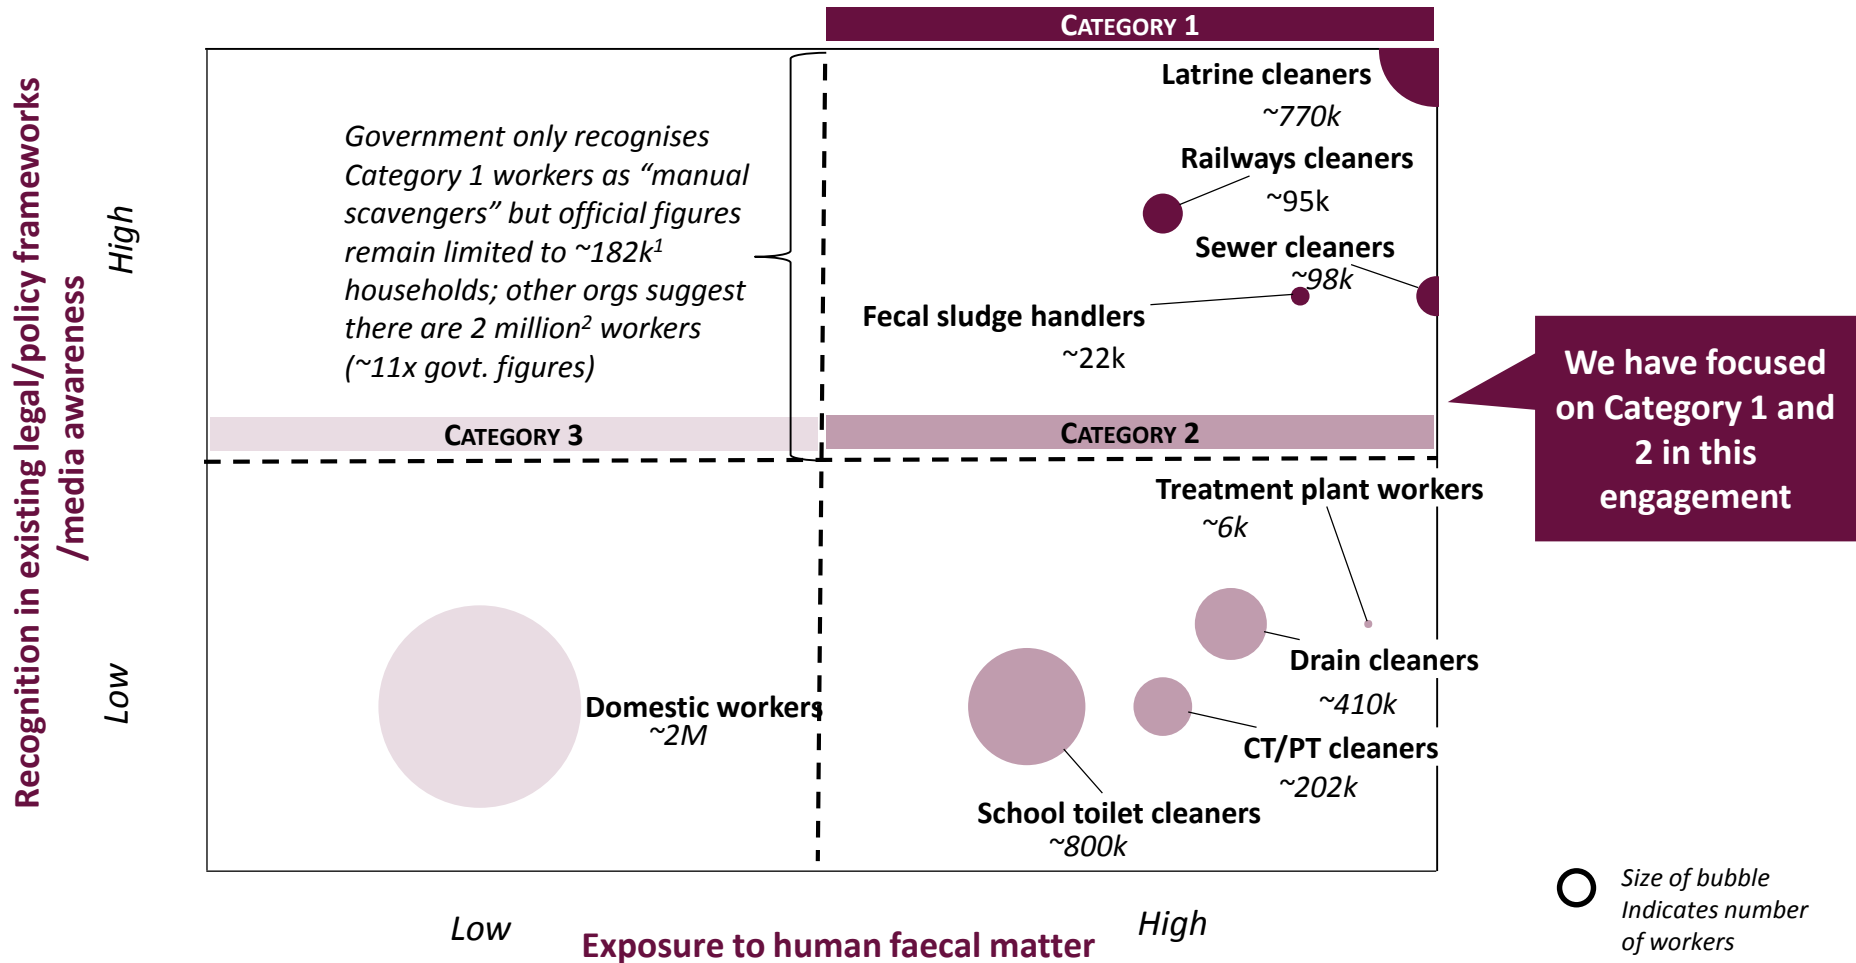 CATEGORY 1
Recognition in existing legal/policy frameworks
/media awareness
High
Low
Government only recognises
Category 1 workers as “manual
scavengers” but official figures
remain limited to ~182k1
households; other orgs suggest
there are 2 million2 workers
(~11x govt. figures)
Latrine cleaners
~770k
Railways cleaners
~95k
Sewer cleaners
~98k
Fecal sludge handlers
~22k
CATEGORY 3
CATEGORY 2
We have focused
on Category 1 and
2 in this
engagement
Treatment plant workers
~6k
Drain cleaners
~410k
Domestic workers
~2M
CT/PT cleaners
~202k
School toilet cleaners
~800k
Low
High
Exposure to human faecal matter
Size of bubble
Indicates number
of workers